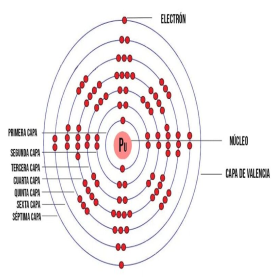 ELECTRÓN
PRIMERA CAPA
SEGUNDA CAPA
TERCERA CAPA
CUARTA CAPA
QUINTA CAPA
SEXTA CAPA
SÉPTIMA CAPA
Pu
NÚCLEO
CAPA DE VALENCIA